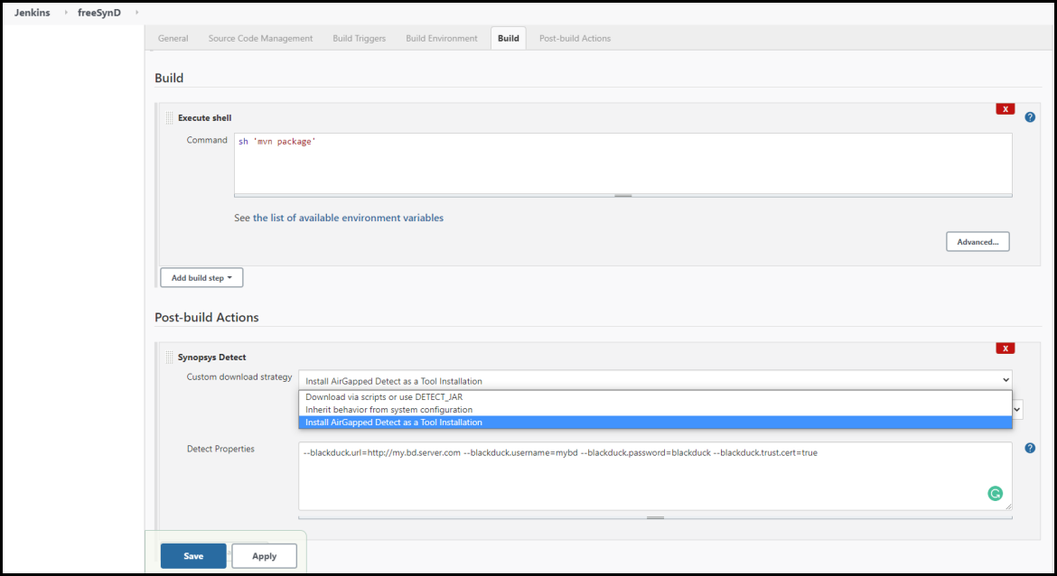 Jenkins › freeSynD ›
General Source Code Management Build Triggers Build Environment Build Post-build Actions
Build
X
Execute shell
?
Command
sh 'mvn package'
See the list of available environment variables
Advanced...
Add build step
Post-build Actions
X
Synopsys Detect
Custom download strategy
Install AirGapped Detect as a Tool Installation
Download via scripts or use DETECT_JAR
Inherit behavior from system configuration
Install AirGapped Detect as a Tool Installation
Detect Properties
--blackduck.url=http://my.bd.server.com --blackduck.username=mybd --blackduck.password=blackduck --blackduck.trust.cert=true
?
Save Apply